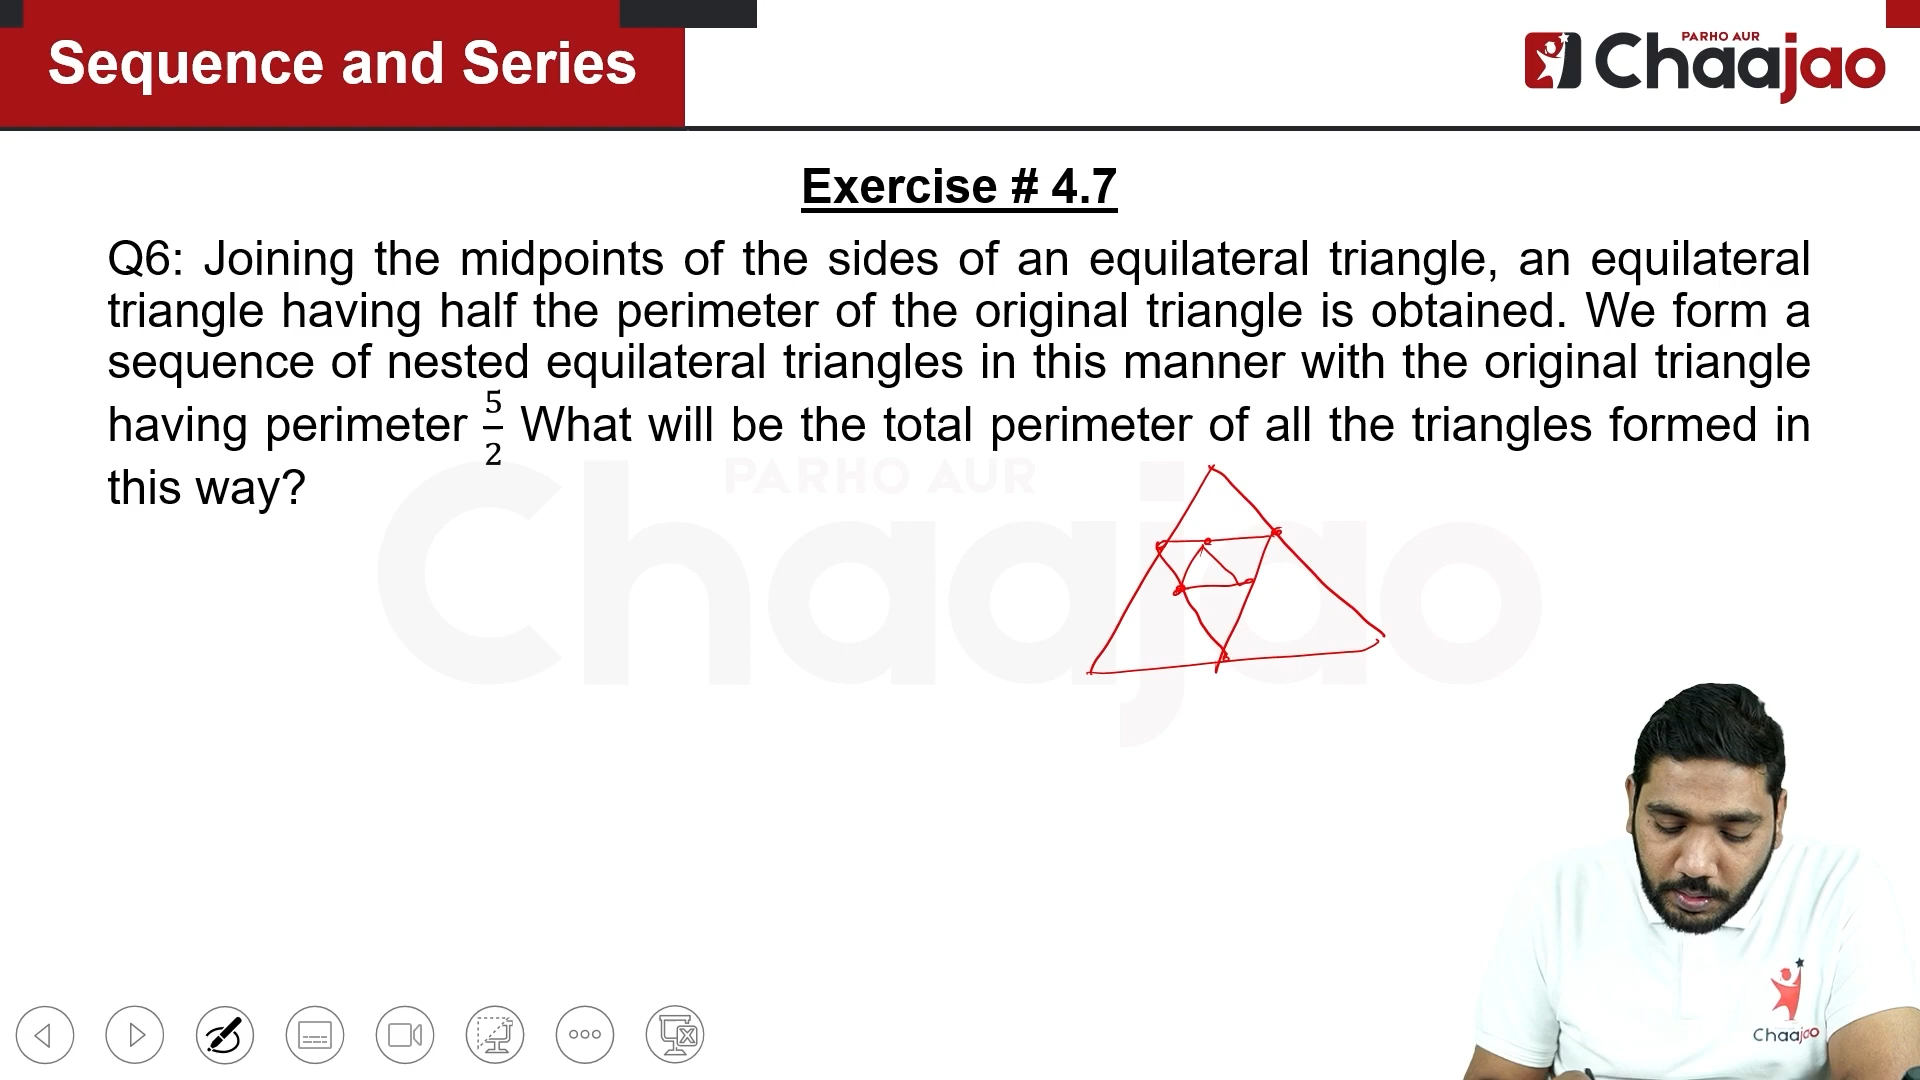 Sequence and Series
PARHO AUR
Chaajao
Exercise # 4.7
Q6: Joining the midpoints of the sides of an equilateral triangle, an equilateral
triangle having half the perimeter of the original triangle is obtained. We form a
sequence of nested equilateral triangles in this manner with the original triangle
having perimeter 5/2 What will be the total perimeter of all the triangles formed in
this way?
PARHO AUR
Chaajao
Chaajao